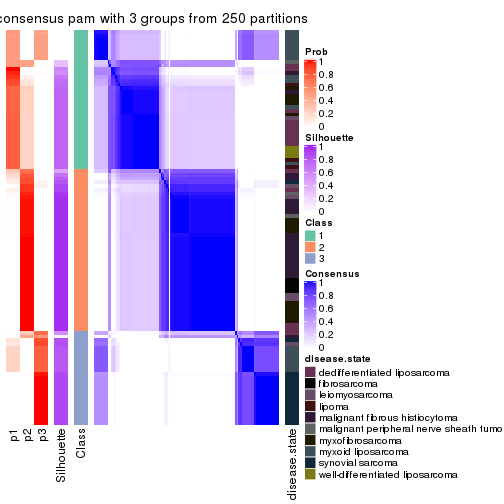 consensus pam with 3 groups from 250 partitions
Prob
1
0.8
0.6
0.4
0.2
0
Silhouette
1
0.8
0.6
0.4
0.2
0
Class
1
2
3
Consensus
1
0.8
0.6
0.4
0.2
0
disease.state
dedifferentiated liposarcoma
fibrosarcoma
leiomyosarcoma
lipoma
malignant fibrous histiocytoma
malignant peripheral nerve sheath tumo
myxofibrosarcoma
myxoid liposarcoma
synovial sarcoma
well-differentiated liposarcoma
p1
p2
p3
Silhouette
Class
disease.state